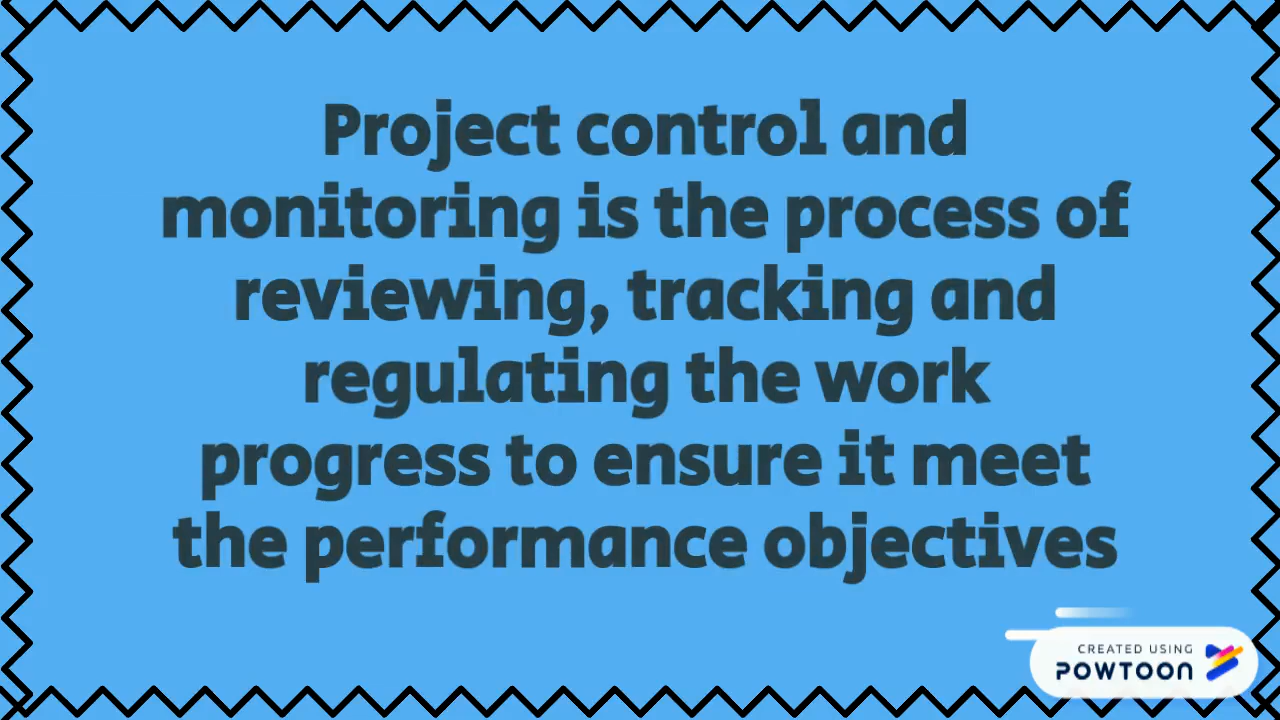 Project control and
monitoring is the process of
reviewing, tracking and
regulating the work
progress to ensure it meet
the performance objectives
CREATED USING
POWTOON